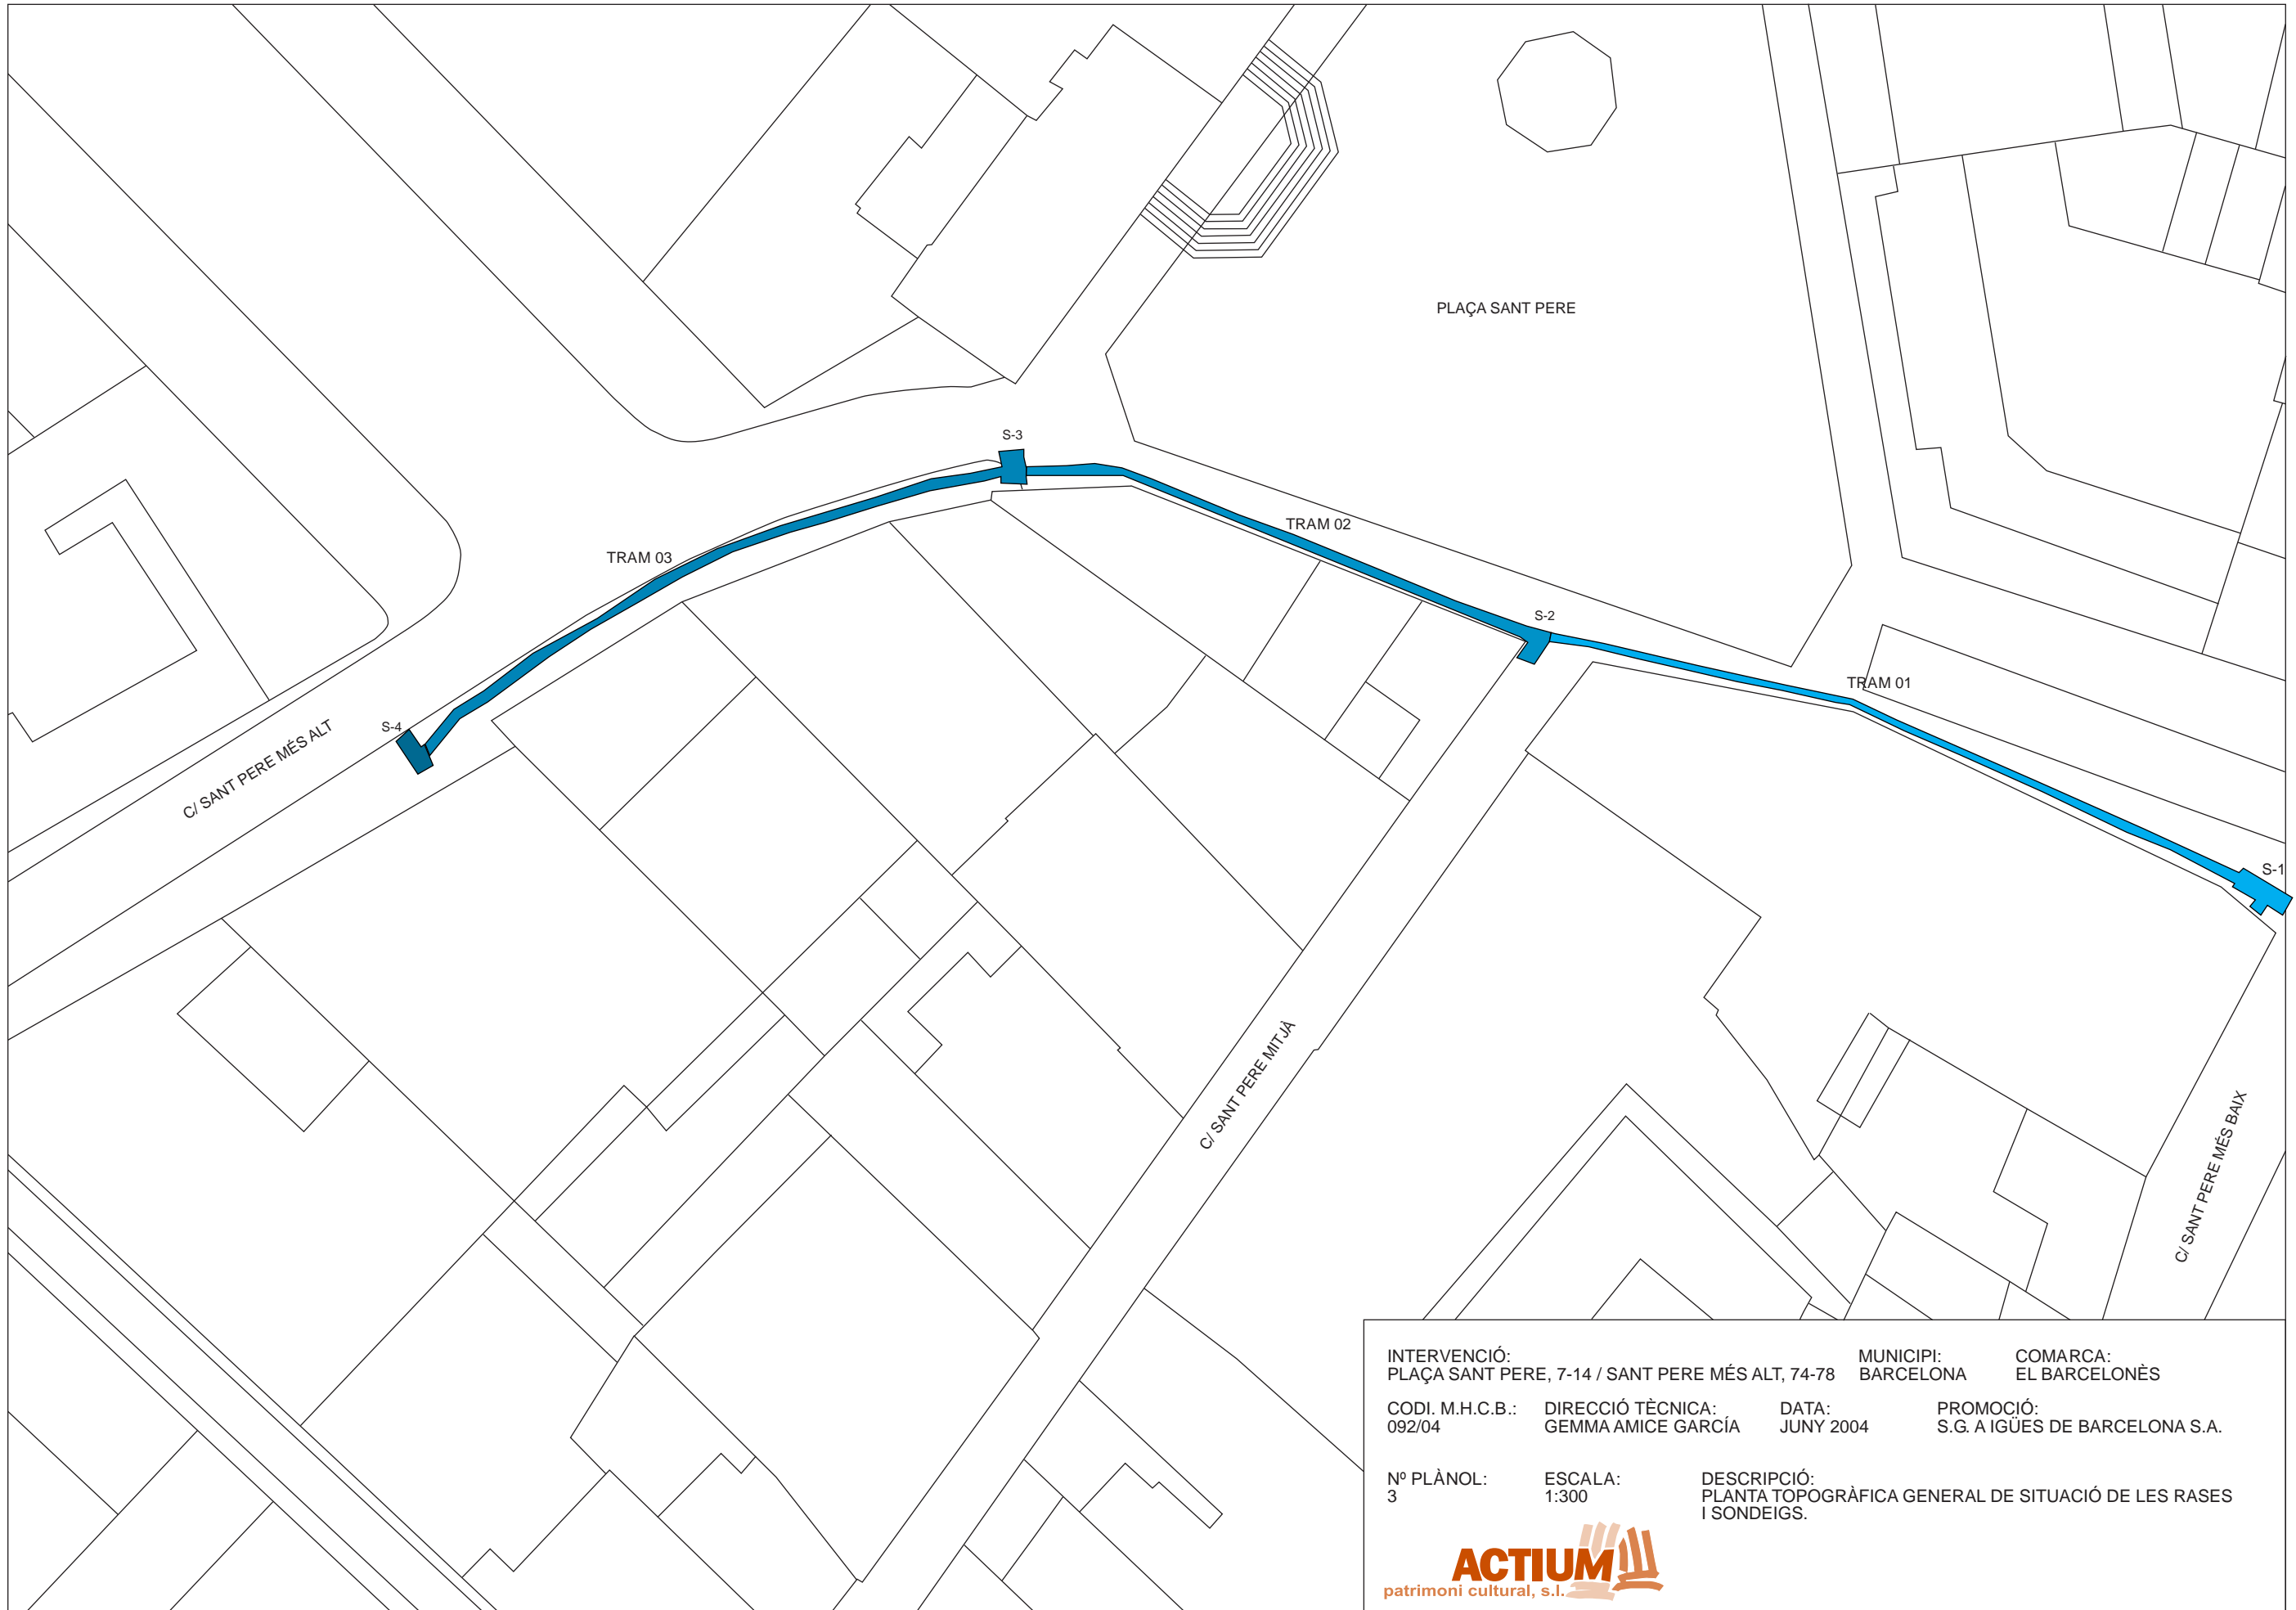 PLAÇA SANT PERE
S-3
TRAM 02
TRAM 03
S-2
TRAM 01
S-4
C/ SANT PERE MÉS ALT
S-1
C/ SANT PERE MITJÀ
C/ SANT PERE MÉS BAIX
INTERVENCIÓ:
PLAÇA SANT PERE, 7-14 / SANT PERE MÉS ALT, 74-78
MUNICIPI:
BARCELONA
COMARCA:
EL BARCELONÈS
CODI. M.H.C.B.:
092/04
DIRECCIÓ TÈCNICA:
GEMMA AMICE GARCÍA
DATA:
JUNY 2004
PROMOCIÓ:
S.G. A IGÜES DE BARCELONA S.A.
Nº PLÀNOL:
3
ESCALA:
1:300
DESCRIPCIÓ:
PLANTA TOPOGRÀFICA GENERAL DE SITUACIÓ DE LES RASES
I SONDEIGS.
ACTIUM
patrimoni cultural, s.l.